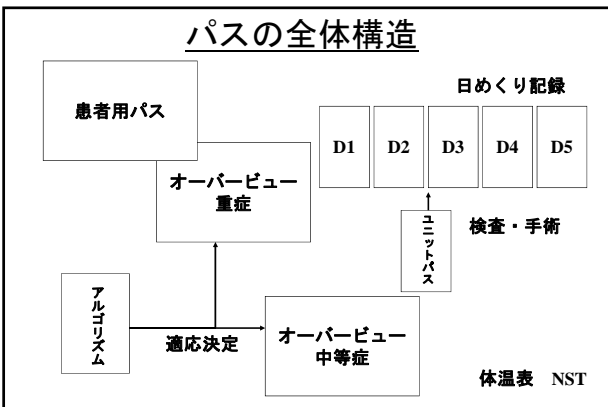 パスの全体構造
患者用パス
日めくり記録
D1
D2
D3
D4
D5
オーバービュー
重症
ユニットパス
検査・手術
アルゴリズム
適応決定
オーバービュー
中等症
体温表 NST